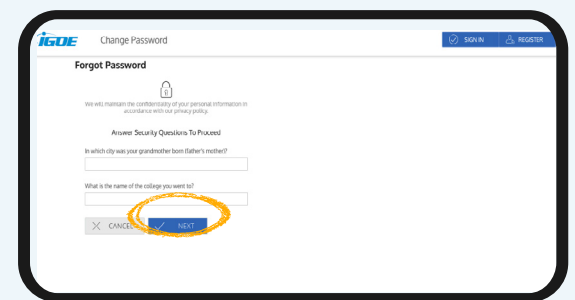 iGOE
Change Password
SIGN IN
REGISTER
Forgot Password
We will maintain the confidentiality of your personal information in
accordance with our privacy policy.
Answer Security Questions To Proceed
In which city was your grandmother born (father's mother)?
What is the name of the college you went to?
CANCEL
NEXT